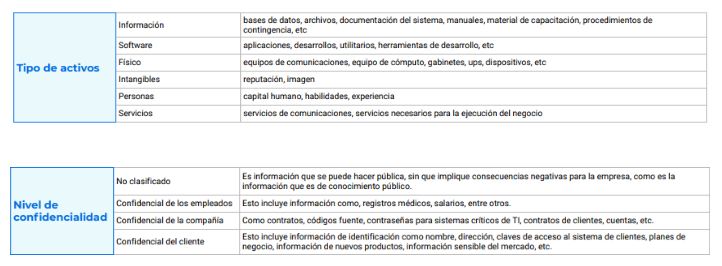 Tipo de activos
Información
bases de datos, archivos, documentación del sistema, manuales, material de capacitación, procedimientos de
contingencia, etc
Software
aplicaciones, desarrollos, utilitarios, herramientas de desarrollo, etc
Físico
equipos de comunicaciones, equipo de cómputo, gabinetes, ups, dispositivos, etc
Intangibles
reputación, imagen
Personas
capital humano, habilidades, experiencia
Servicios
servicios de comunicaciones, servicios necesarios para la ejecución del negocio
Nivel de
confidencialidad
No clasificado
Es información que se puede hacer pública, sin que implique consecuencias negativas para la empresa, como es la
información que es de conocimiento público.
Confidencial de los empleados
Esto incluye información como, registros médicos, salarios, entre otros.
Confidencial de la compañía
Como contratos, códigos fuente, contraseñas para sistemas críticos de TI, contratos de clientes, cuentas, etc.
Confidencial del cliente
Esto incluye información de identificación como nombre, dirección, claves de acceso al sistema de clientes, planes de
negocio, información de nuevos productos, información sensible del mercado, etc.